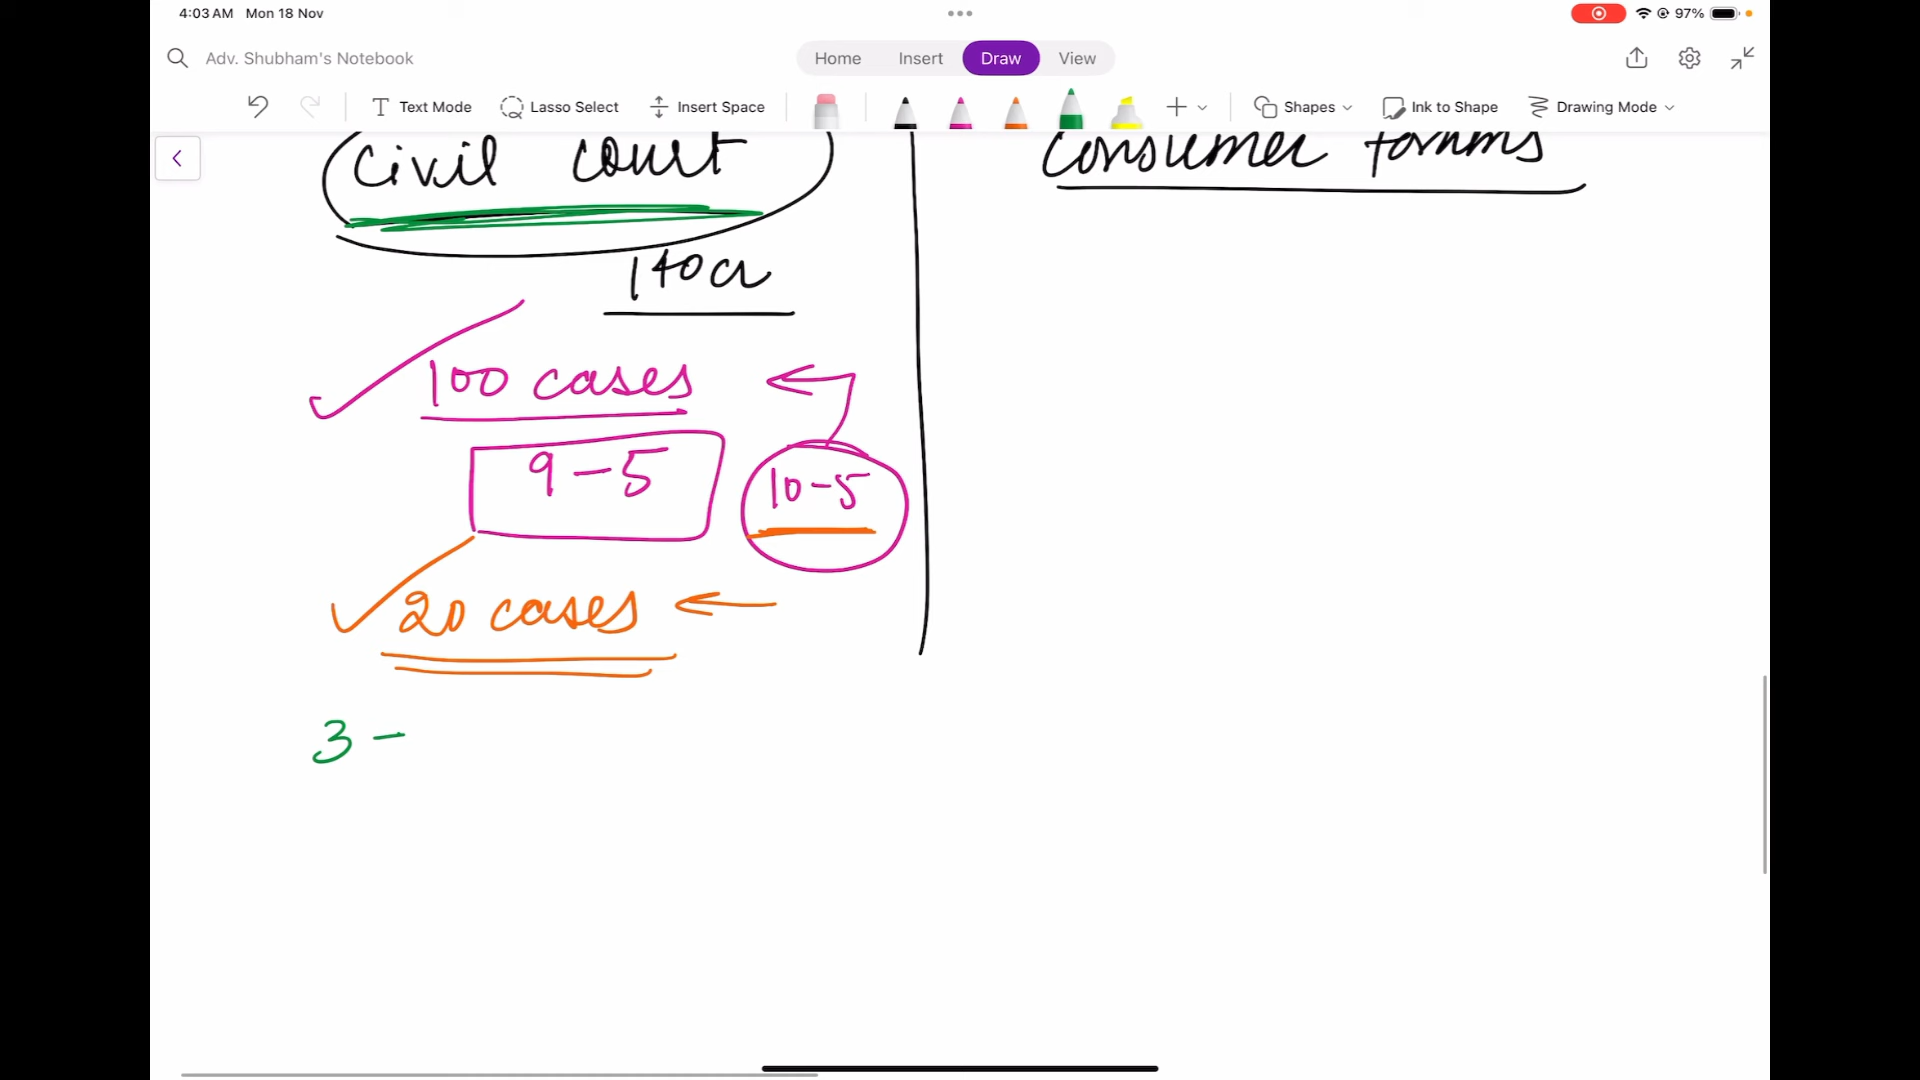 4:03 AM Mon 18 Nov
97%
Adv. Shubham's Notebook
Home Insert Draw View
Text Mode Lasso Select Insert Space Shapes Ink to Shape Drawing Mode
Civil Court
Consumer forums
140 cr
100 cases
9-5
10-5
20 cases
3 -